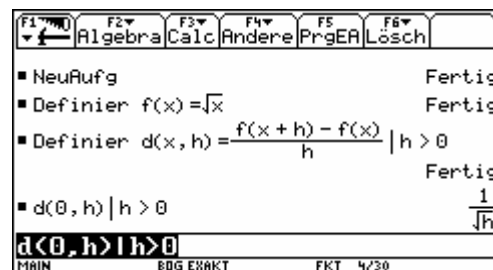 F1 F2 F3 F4 F5 F6
Algebra Calc Andere PrgEA Lösch
▪ NeuAufg Fertig
▪ Definier f(x) = √x Fertig
▪ Definier d(x, h) = (f(x + h) - f(x))/h | h > 0
Fertig
▪ d(0, h) | h > 0 1/√h
d(0,h)|h>0
MAIN BOG EXAKT FKT 4/30